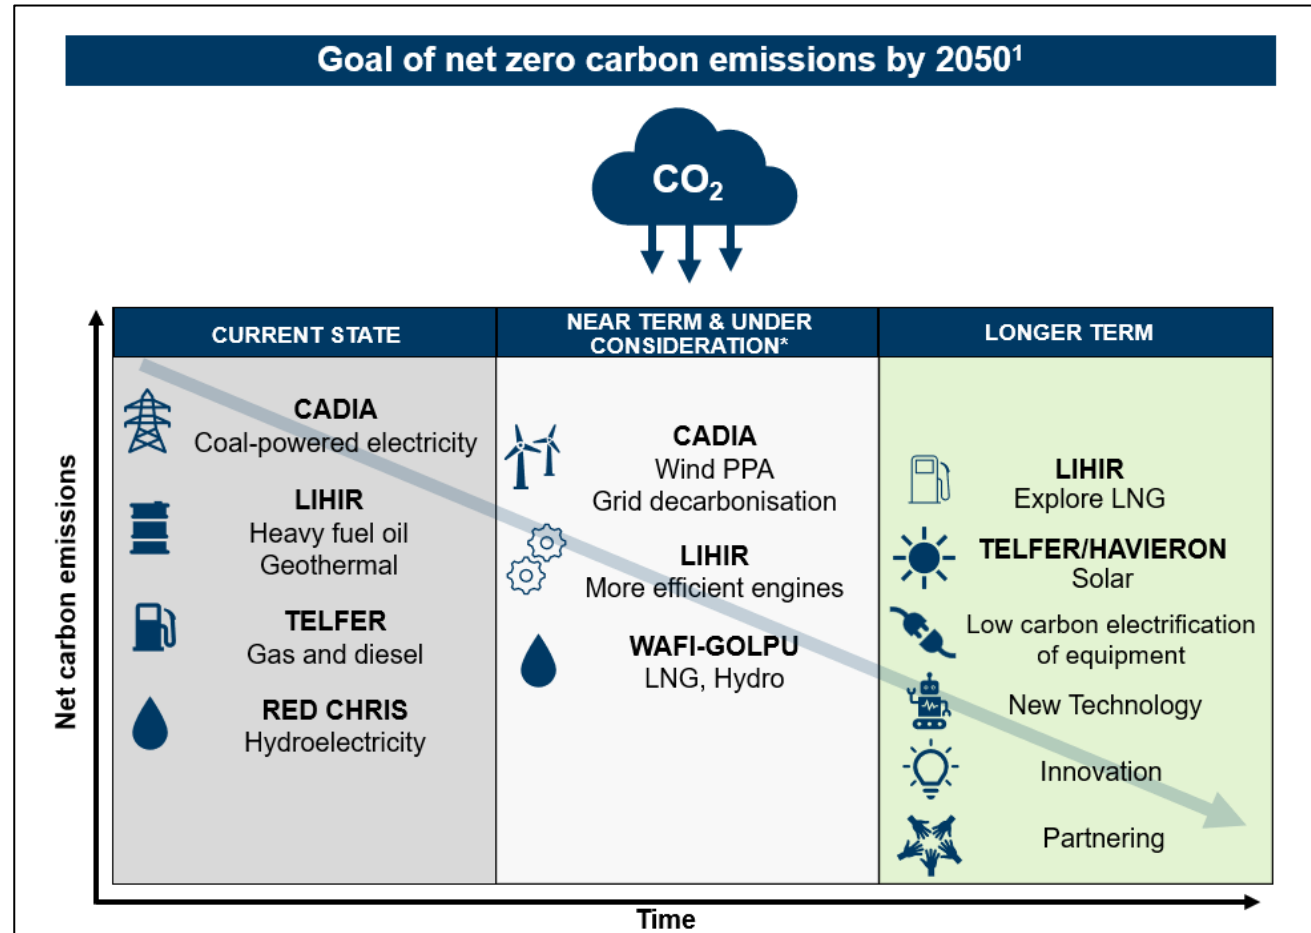 Goal of net zero carbon emissions by 2050¹
CO₂
Net carbon emissions
CURRENT STATE
CADIA
Coal-powered electricity
LIHIR
Heavy fuel oil
Geothermal
TELFER
Gas and diesel
RED CHRIS
Hydroelectricity
NEAR TERM & UNDER
CONSIDERATION*
CADIA
Wind PPA
Grid decarbonisation
LIHIR
More efficient engines
WAFI-GOLPU
LNG, Hydro
LONGER TERM
LIHIR
Explore LNG
TELFER/HAVIERON
Solar
Low carbon electrification
of equipment
New Technology
Innovation
Partnering
Time